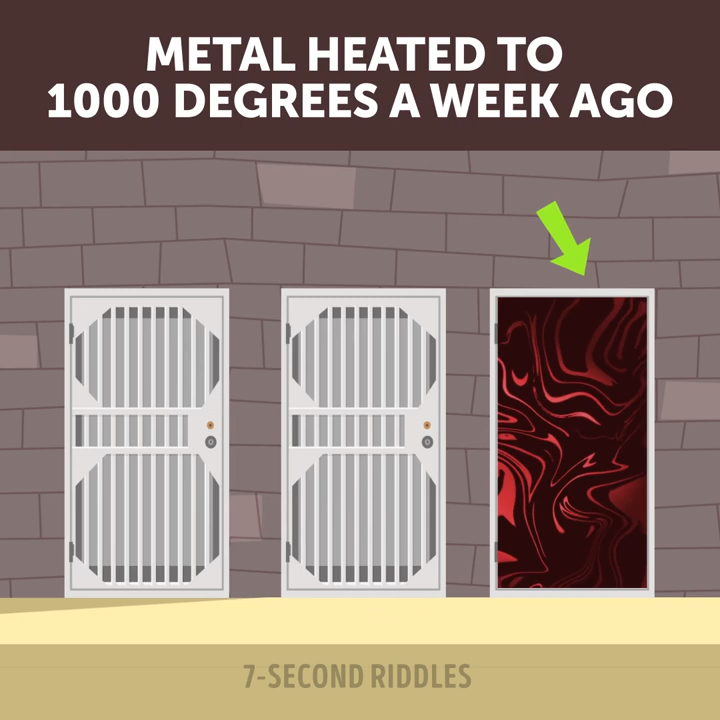 METAL HEATED TO
1000 DEGREES A WEEK AGO
7-SECOND RIDDLES